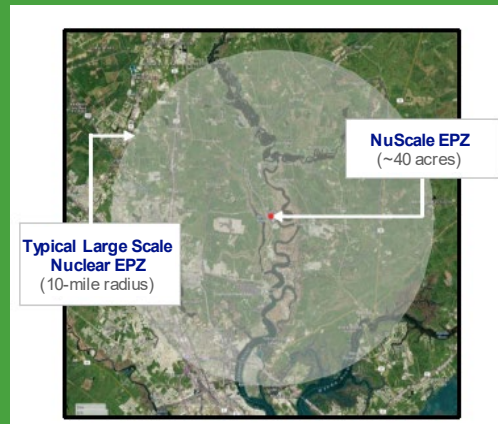 NuScale EPZ
(~40 acres)
Typical Large Scale
Nuclear EPZ
(10-mile radius)